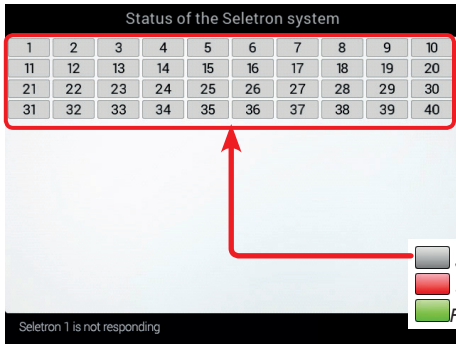 Status of the Seletron system
1 2 3 4 5 6 7 8 9 10
11 12 13 14 15 16 17 18 19 20
21 22 23 24 25 26 27 28 29 30
31 32 33 34 35 36 37 38 39 40
Seletron 1 is not responding